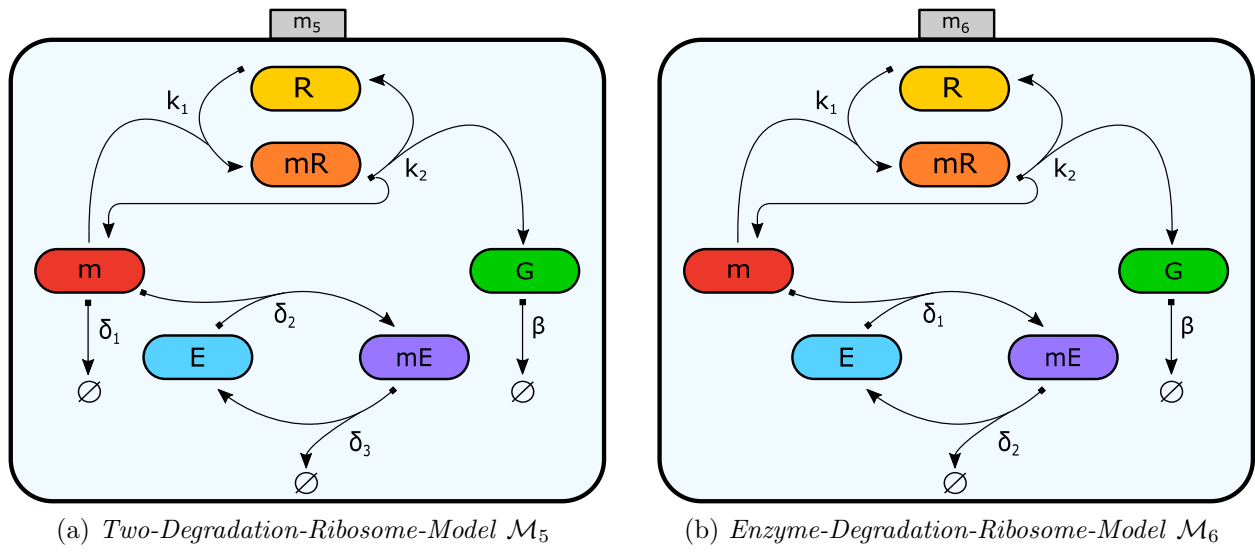 m₅
R
k₁
mR
k₂
m
G
δ₁
δ₂
β
E
mE
∅
∅
δ₃
∅
(a) Two-Degradation-Ribosome-Model ℳ₅
m₆
R
k₁
mR
k₂
m
G
δ₁
β
E
mE
∅
δ₂
∅
(b) Enzyme-Degradation-Ribosome-Model ℳ₆